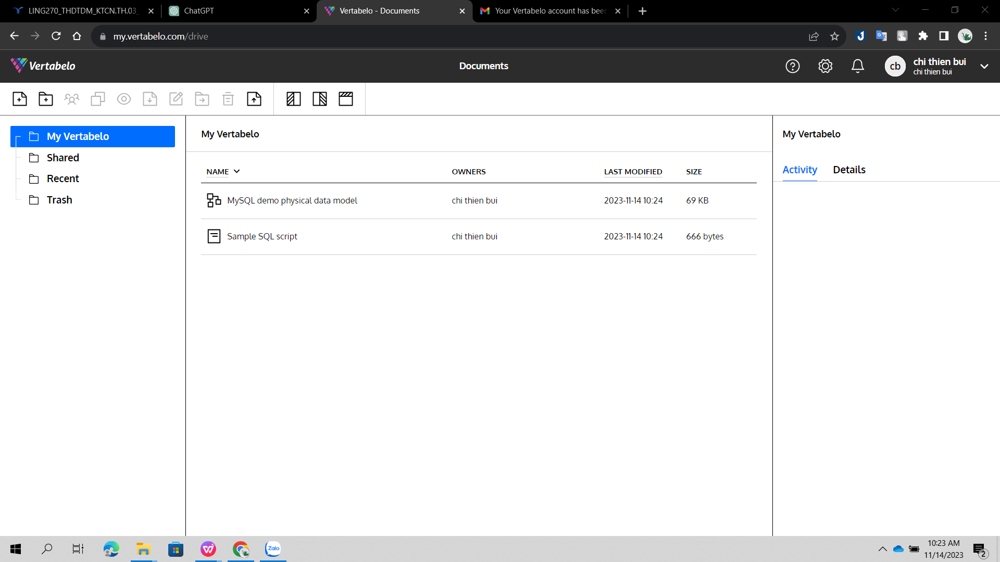 LING270_THDTDM_KTCN.TH.03_
ChatGPT
Vertabelo - Documents
Your Vertabelo account has been
my.vertabelo.com/drive
Vertabelo
Documents
cb
chi thien bui
chi thien bui
My Vertabelo
Shared
Recent
Trash
My Vertabelo
NAME OWNERS LAST MODIFIED SIZE
MySQL demo physical data model chi thien bui 2023-11-14 10:24 69 KB
Sample SQL script chi thien bui 2023-11-14 10:24 666 bytes
My Vertabelo
Activity Details
Zalo
10:23 AM
11/14/2023
2